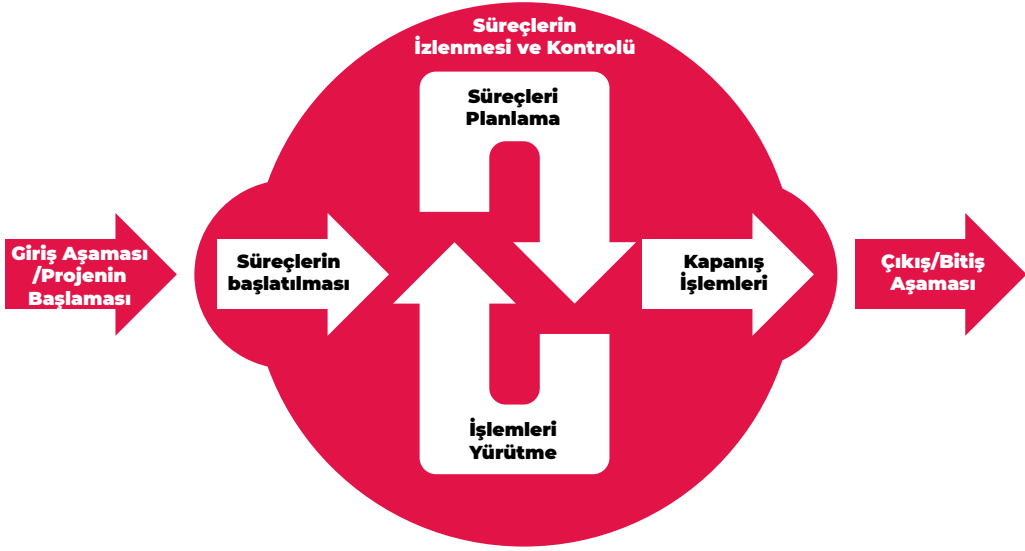 Süreçlerin
İzlenmesi ve Kontrolü
Süreçleri
Planlama
Giriş Aşaması
/Projenin
Başlaması
Süreçlerin
başlatılması
Kapanış
İşlemleri
Çıkış/Bitiş
Aşaması
İşlemleri
Yürütme